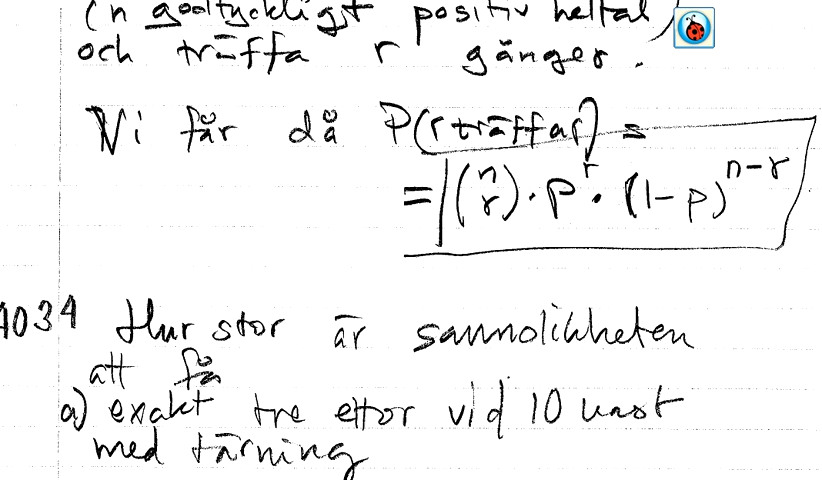 (n godtyckligt positiv heltal)
och träffa r gånger.
Vi får då P(r träffar) =
= (n r) · p^r · (1-p)^{n-r}
1034 Hur stor är sannolikheten
att få
a) exakt tre ettor vid 10 kast
med tärning